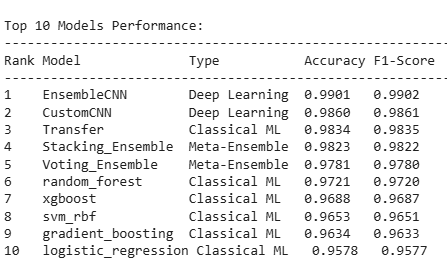 Top 10 Models Performance:
--------------------------------------------------------
Rank Model Type Accuracy F1-Score
--------------------------------------------------------
1 EnsembleCNN Deep Learning 0.9901 0.9902
2 CustomCNN Deep Learning 0.9860 0.9861
3 Transfer Classical ML 0.9834 0.9835
4 Stacking_Ensemble Meta-Ensemble 0.9823 0.9822
5 Voting_Ensemble Meta-Ensemble 0.9781 0.9780
6 random_forest Classical ML 0.9721 0.9720
7 xgboost Classical ML 0.9688 0.9687
8 svm_rbf Classical ML 0.9653 0.9651
9 gradient_boosting Classical ML 0.9634 0.9633
10 logistic_regression Classical ML 0.9578 0.9577